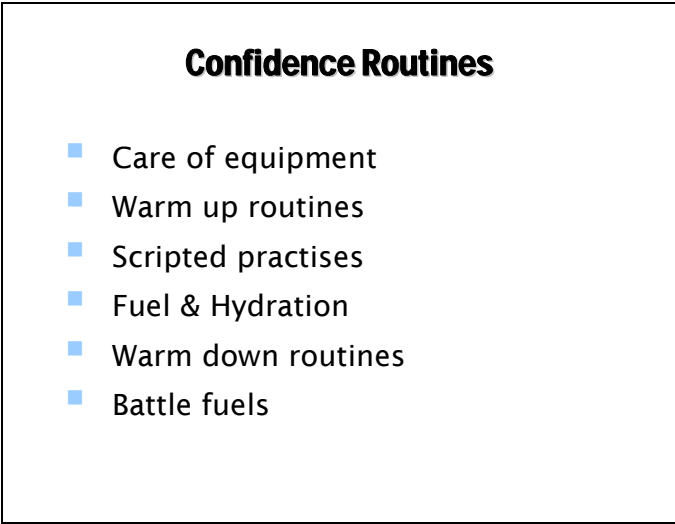 Confidence Routines
Care of equipment
Warm up routines
Scripted practises
Fuel & Hydration
Warm down routines
Battle fuels